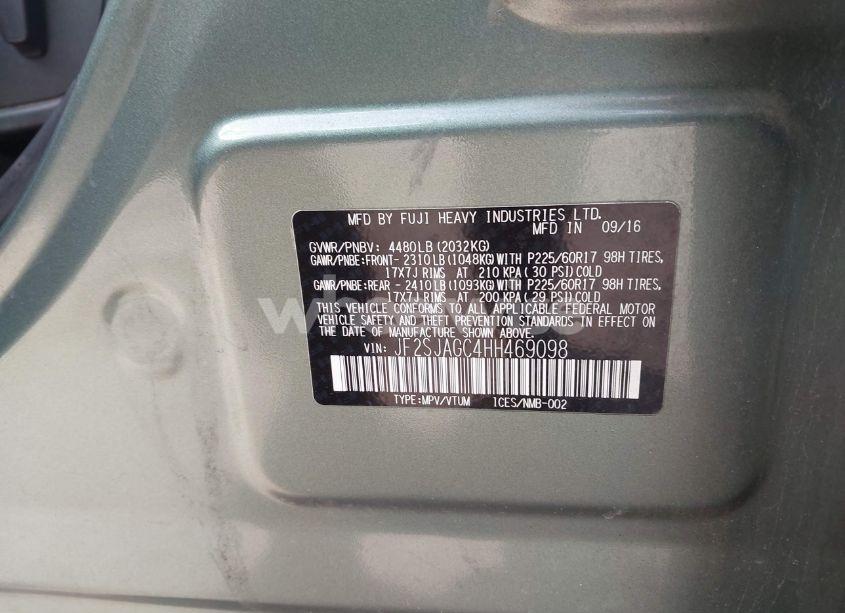 MFD BY FUJI HEAVY INDUSTRIES LTD.
MFD IN 09/16
GVWR/PNBV: 4480LB(2032KG)
GAWR/PNBE:FRONT-2310LB(1048KG)WITH P225/60R17 98H TIRES,
17X7J RIMS AT 210 KPA(30 PSI)COLD
GAWR/PNBE:REAR -2410LB(1093KG)WITH P225/60R17 98H TIRES,
17X7J RIMS AT 200 KPA(29 PSI)COLD
THIS VEHICLE CONFORMS TO ALL APPLICABLE FEDERAL MOTOR
VEHICLE SAFETY AND THEFT PREVENTION STANDARDS IN EFFECT ON
THE DATE OF MANUFACTURE SHOWN ABOVE.
VIN: JF2SJAGC4HH469098
TYPE:MPV/VTUM ICES/NMB-002